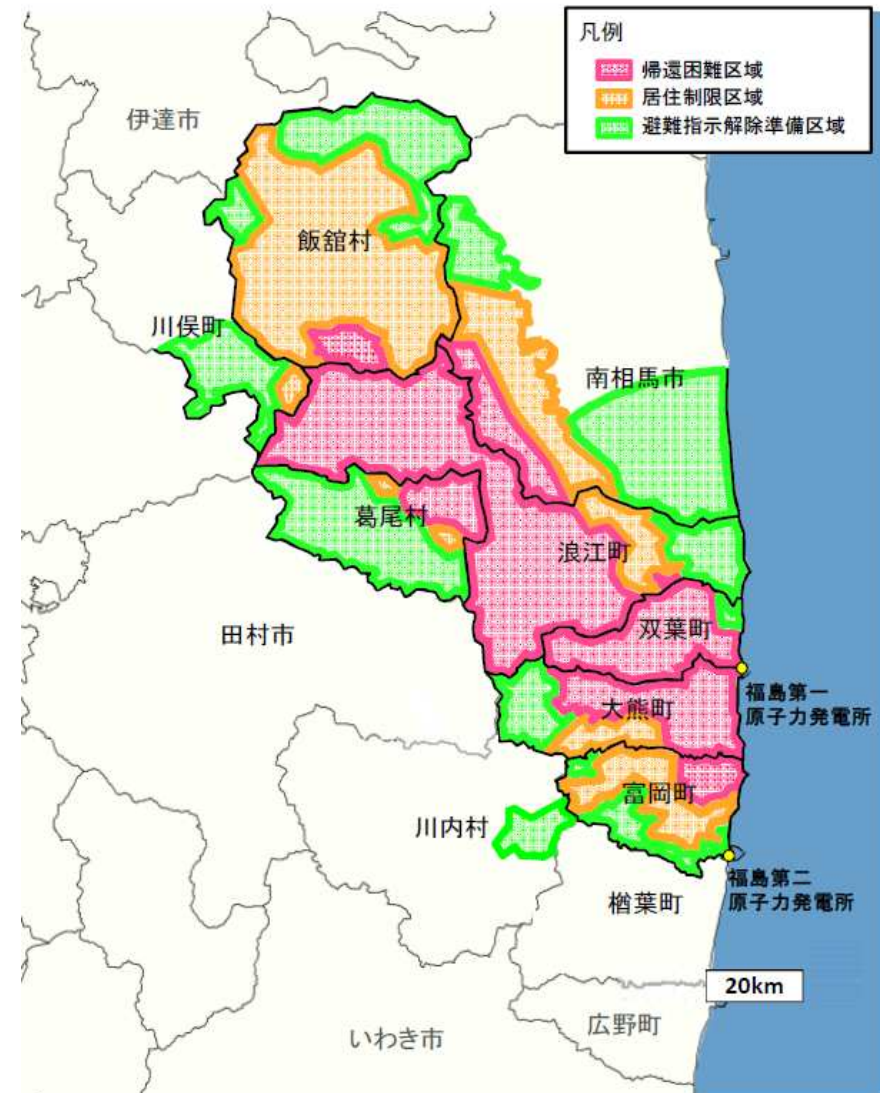 凡例
帰還困難区域
居住制限区域
避難指示解除準備区域
伊達市
飯舘村
川俣町
南相馬市
葛尾村
浪江町
田村市
双葉町
福島第一
原子力発電所
大熊町
富岡町
川内村
福島第二
原子力発電所
楢葉町
20km
広野町
いわき市